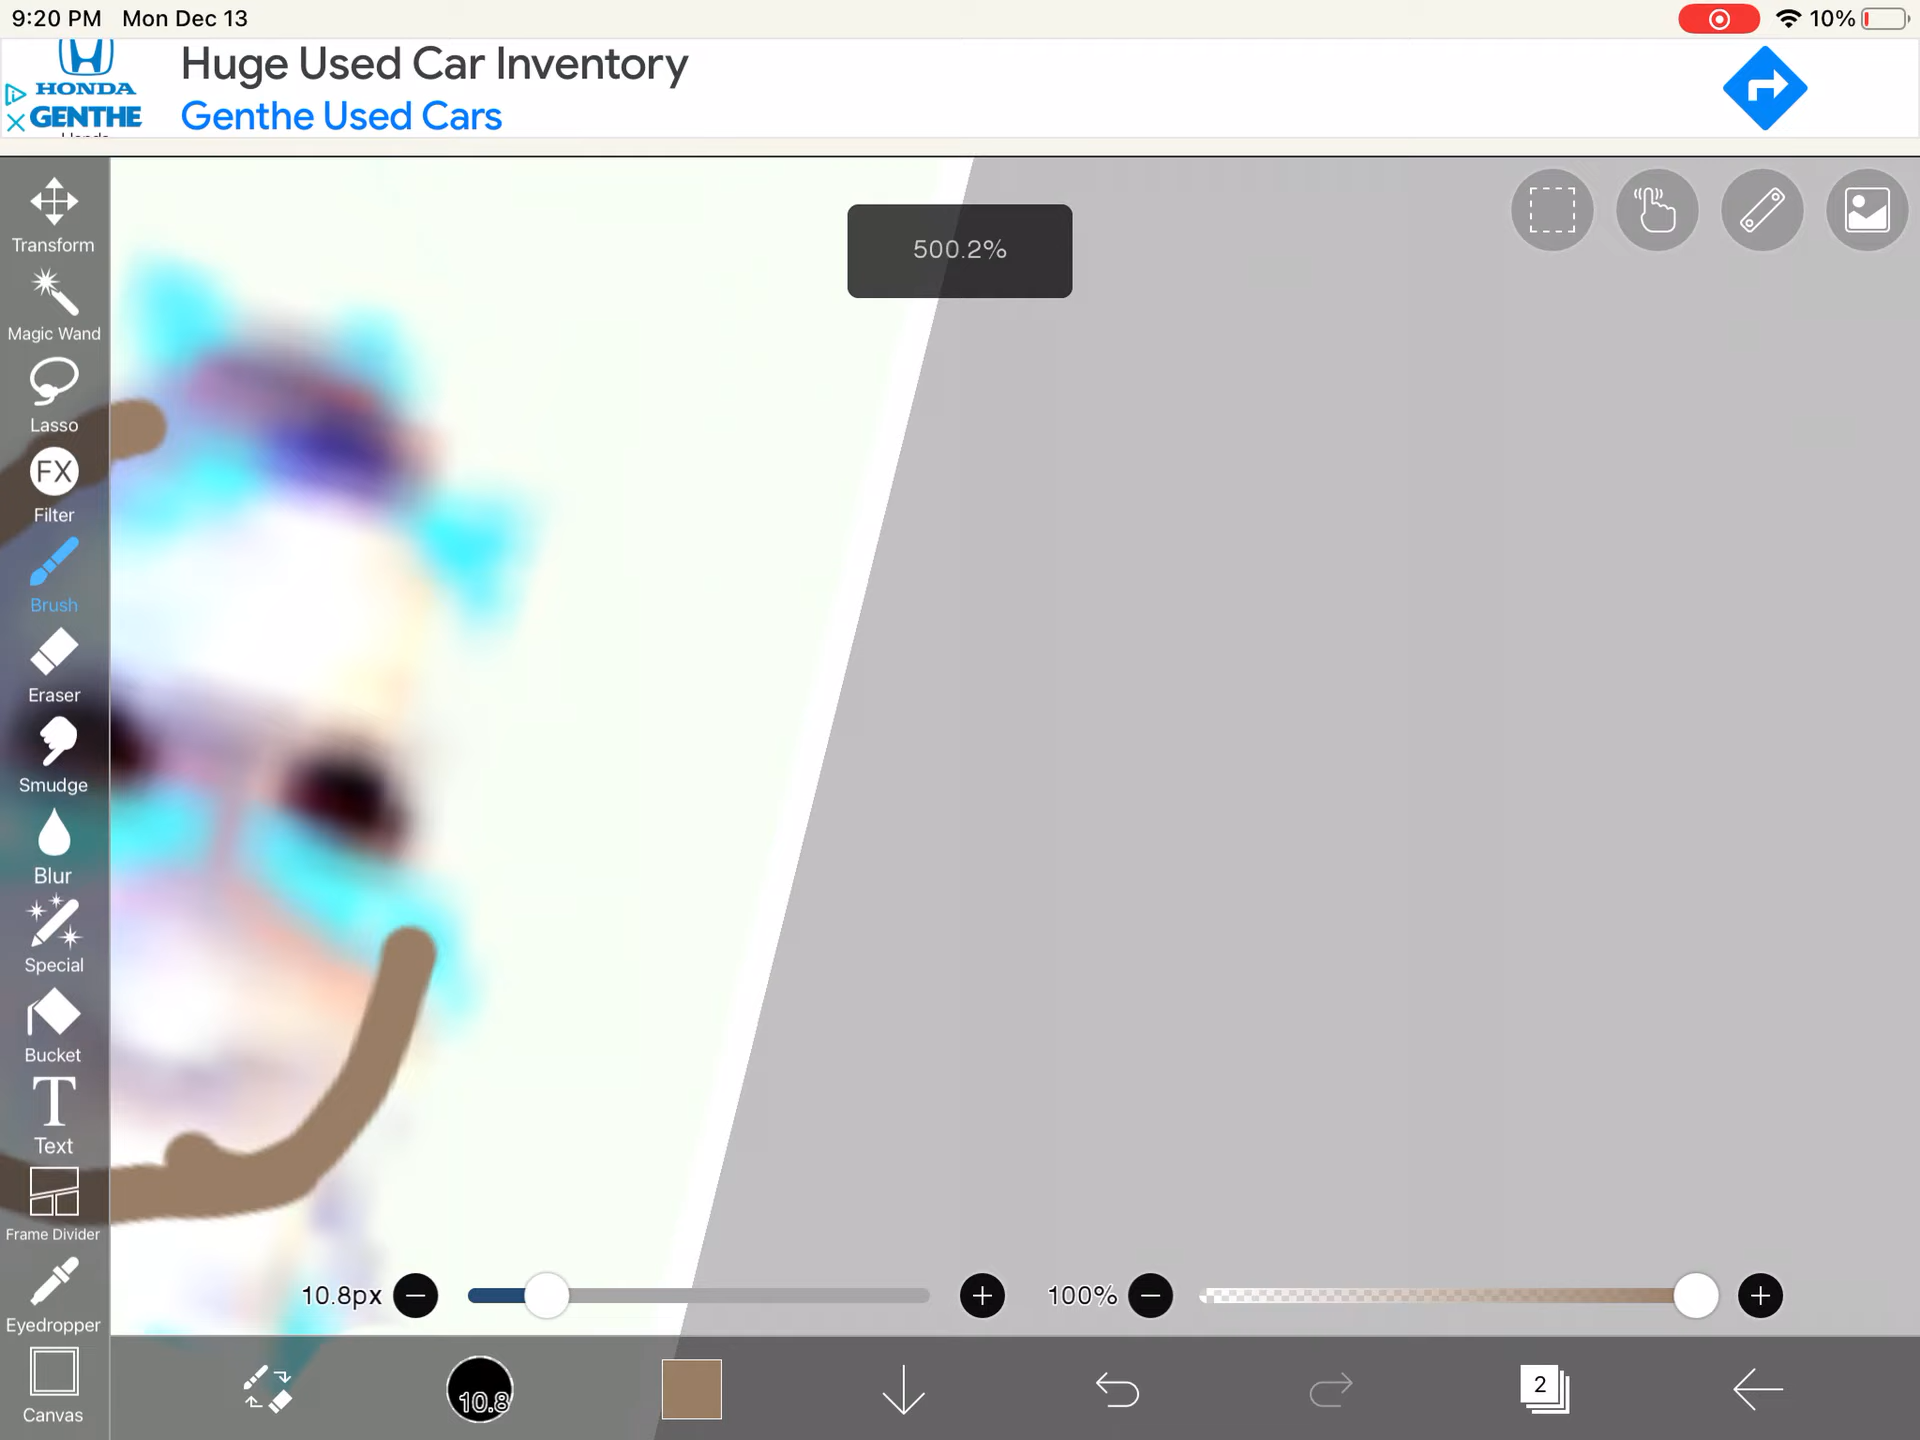 9:20 PM Mon Dec 13
10%
HONDA
GENTHE
Honda
Huge Used Car Inventory
Genthe Used Cars
500.2%
Transform
Magic Wand
Lasso
FX
Filter
Brush
Eraser
Smudge
Blur
Special
Bucket
T
Text
Frame Divider
Eyedropper
Canvas
10.8px
100%
10.8
2